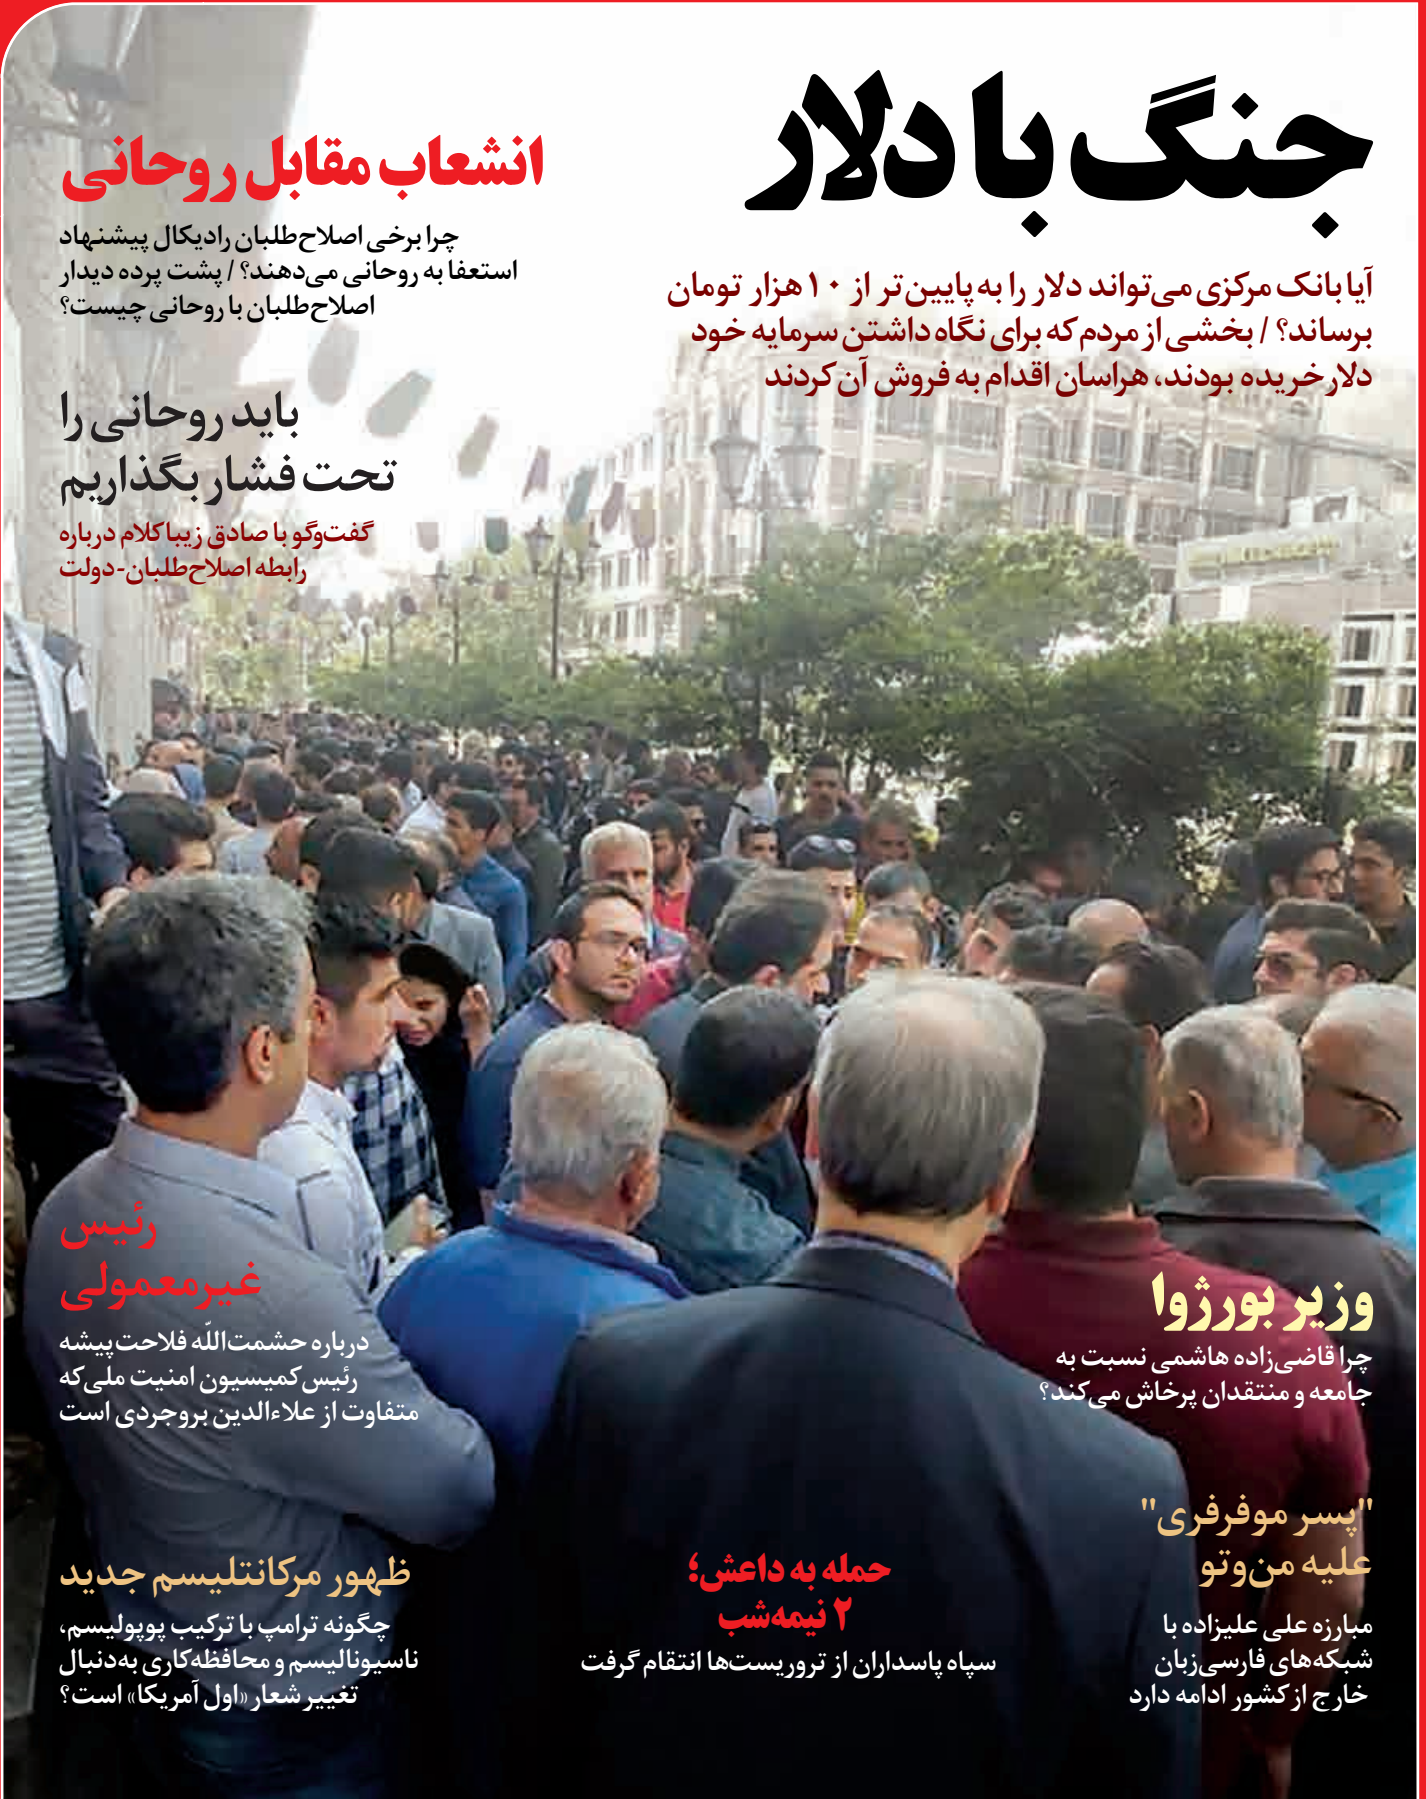 جنگ با دلار
آیا بانک مرکزی می‌تواند دلار را به پایین‌تر از ۱۰ هزار تومان
برساند؟ / بخشی از مردم که برای نگاه داشتن سرمایه خود
دلار خریده بودند، هراسان اقدام به فروش آن کردند
انشعاب مقابل روحانی
چرا برخی اصلاح‌طلبان رادیکال پیشنهاد
استعفا به روحانی می‌دهند؟ / پشت پرده دیدار
اصلاح‌طلبان با روحانی چیست؟
باید روحانی را
تحت فشار بگذاریم
گفت‌وگو با صادق زیباکلام درباره
رابطه اصلاح‌طلبان-دولت
وزیر بورژوا
چرا قاضی‌زاده هاشمی نسبت به
جامعه و منتقدان پرخاش می‌کند؟
رئیس
غیرمعمولی
درباره حشمت‌اللّه فلاحت‌پیشه
رئیس کمیسیون امنیت ملی که
متفاوت از علاءالدین بروجردی است
"پسر موفرفری"
علیه من‌وتو
مبارزه علی علیزاده با
شبکه‌های فارسی‌زبان
خارج از کشور ادامه دارد
حمله به داعش؛
۲ نیمه‌شب
سپاه پاسداران از تروریست‌ها انتقام گرفت
ظهور مرکانتلیسم جدید
چگونه ترامپ با ترکیب پوپولیسم،
ناسیونالیسم و محافظه‌کاری به‌دنبال
تغییر شعار «اول آمریکا» است؟